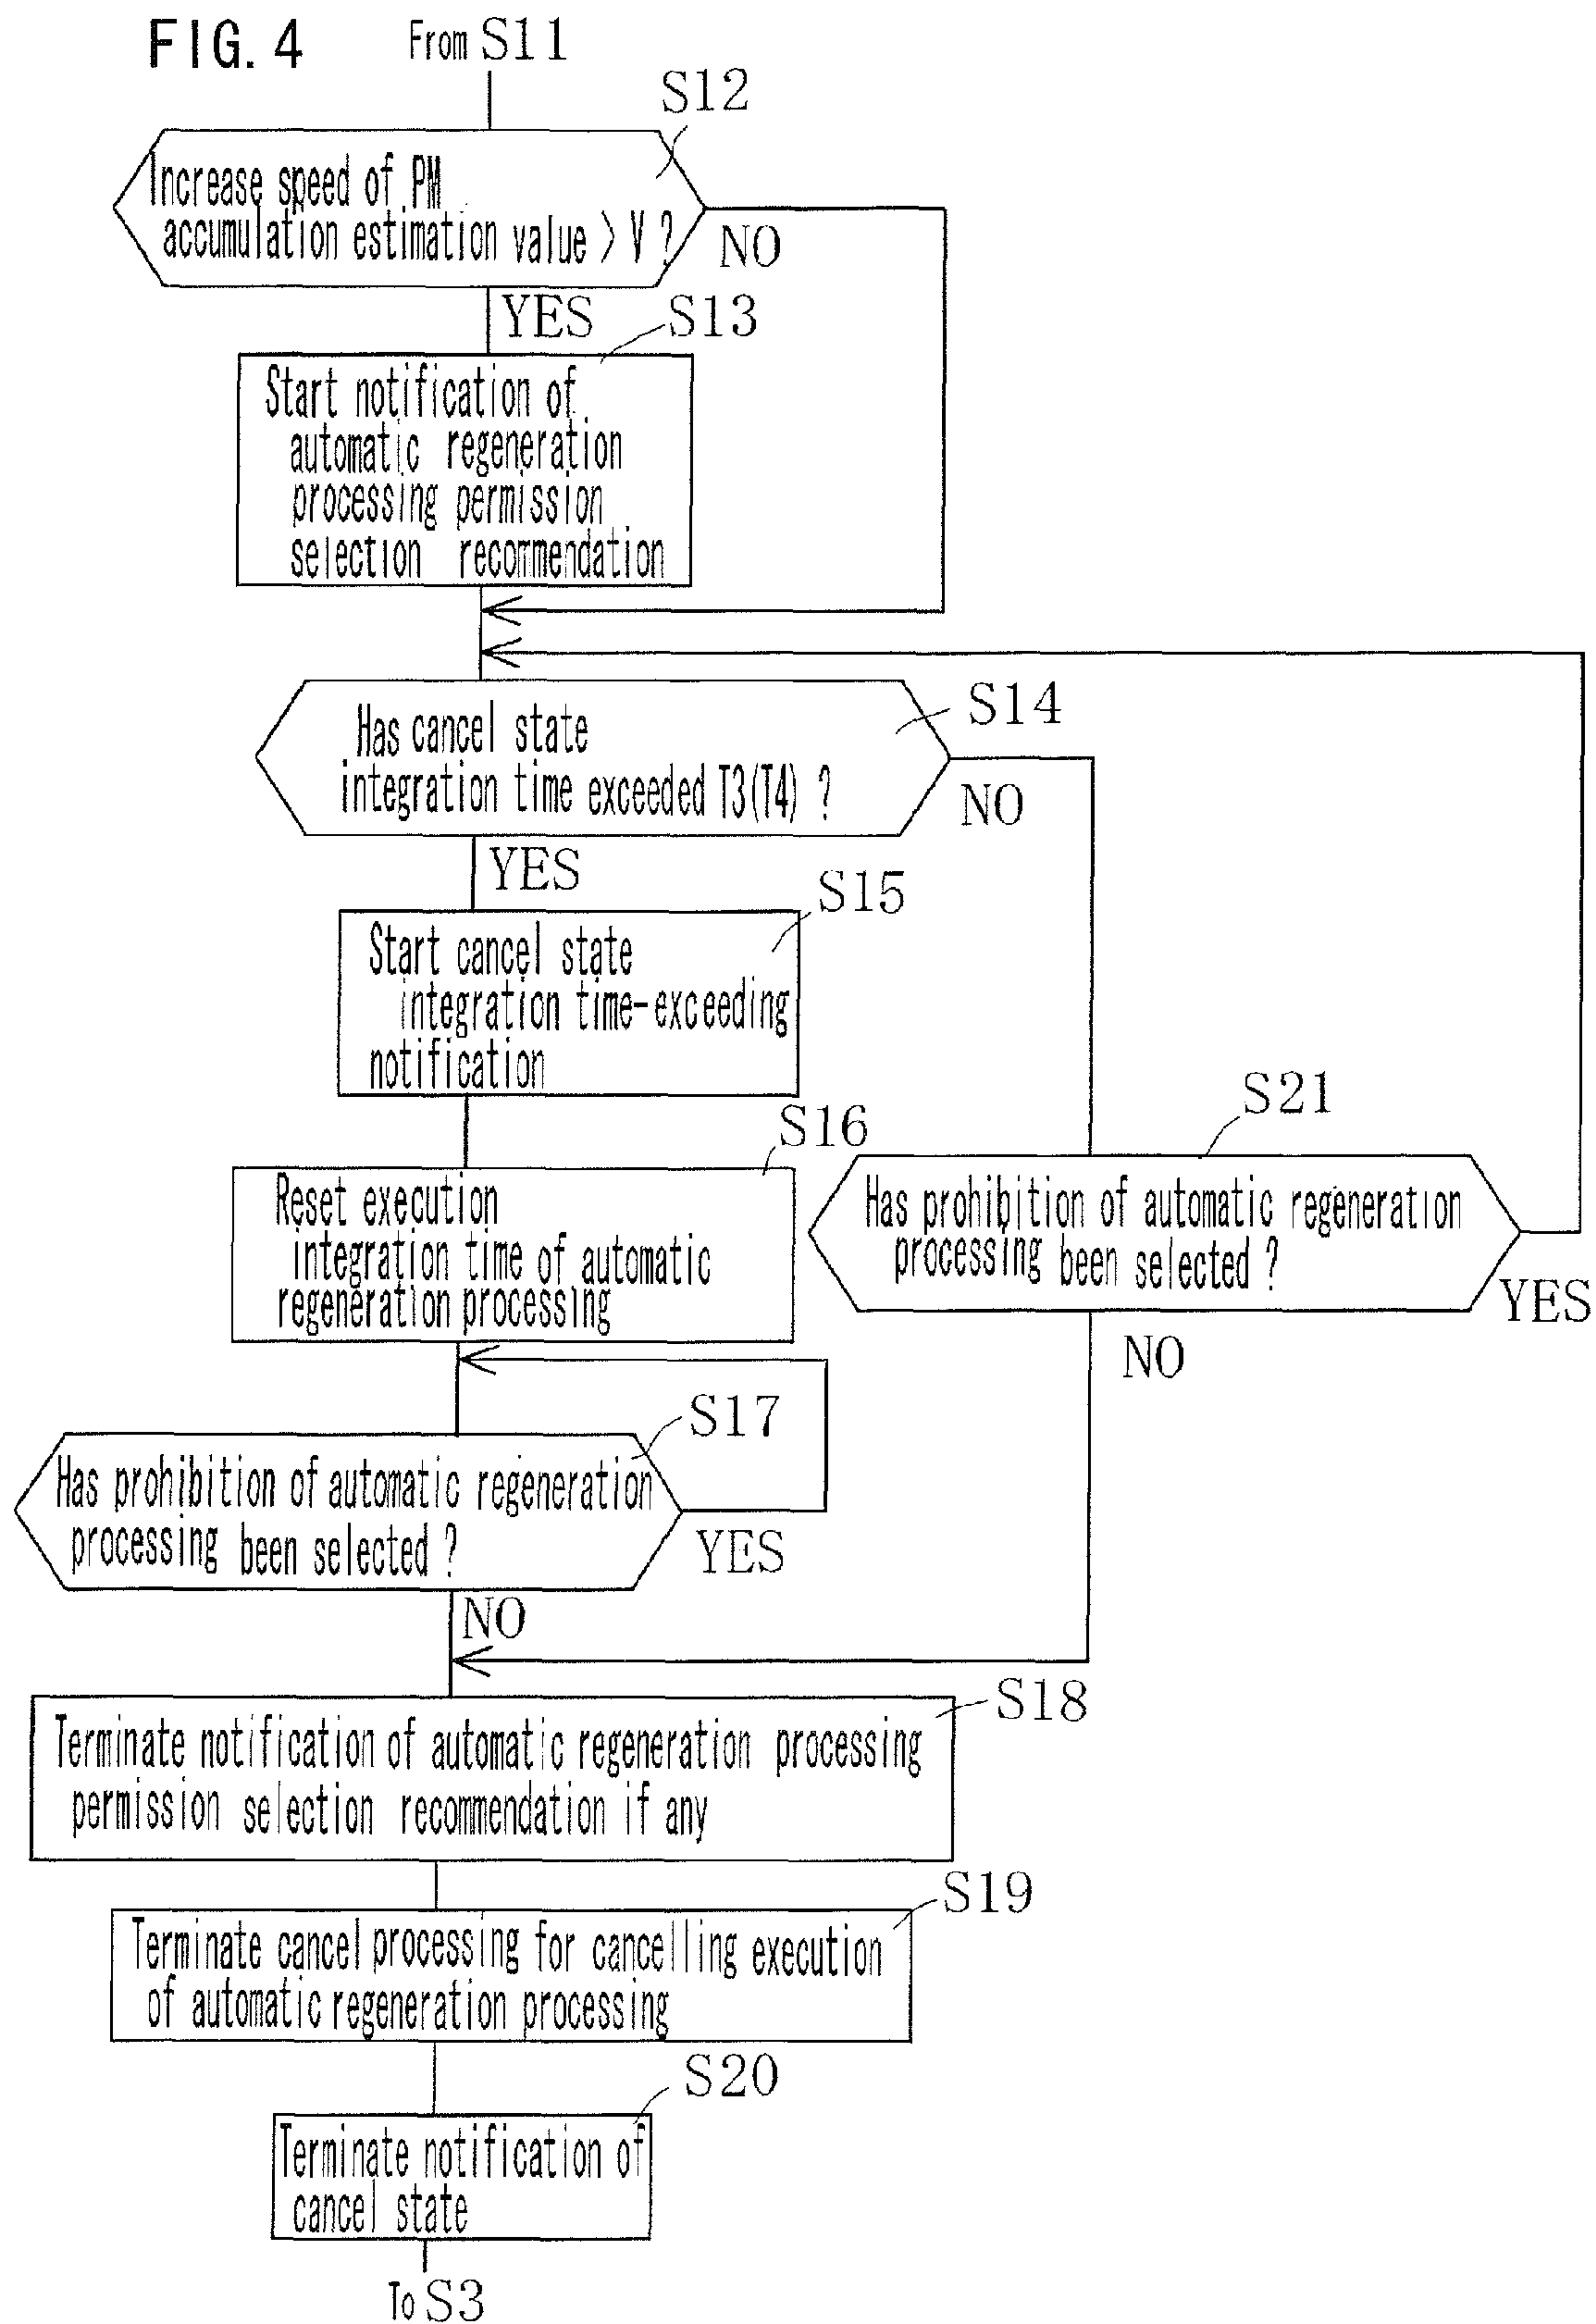 FIG. 4
From S11
S12
Increase speed of PM
accumulation estimation value > V ?
NO
YES
S13
Start notification of
automatic regeneration
processing permission
selection recommendation
S14
Has cancel state
integration time exceeded T3(T4) ?
NO
YES
S15
Start cancel state
integration time-exceeding
notification
S21
S16
Reset execution
integration time of automatic
regeneration processing
Has prohibition of automatic regeneration
processing been selected ?
YES
NO
S17
Has prohibition of automatic regeneration
processing been selected ?
YES
NO
S18
Terminate notification of automatic regeneration processing
permission selection recommendation if any
S19
Terminate cancel processing for cancelling execution
of automatic regeneration processing
S20
Terminate notification of
cancel state
To S3